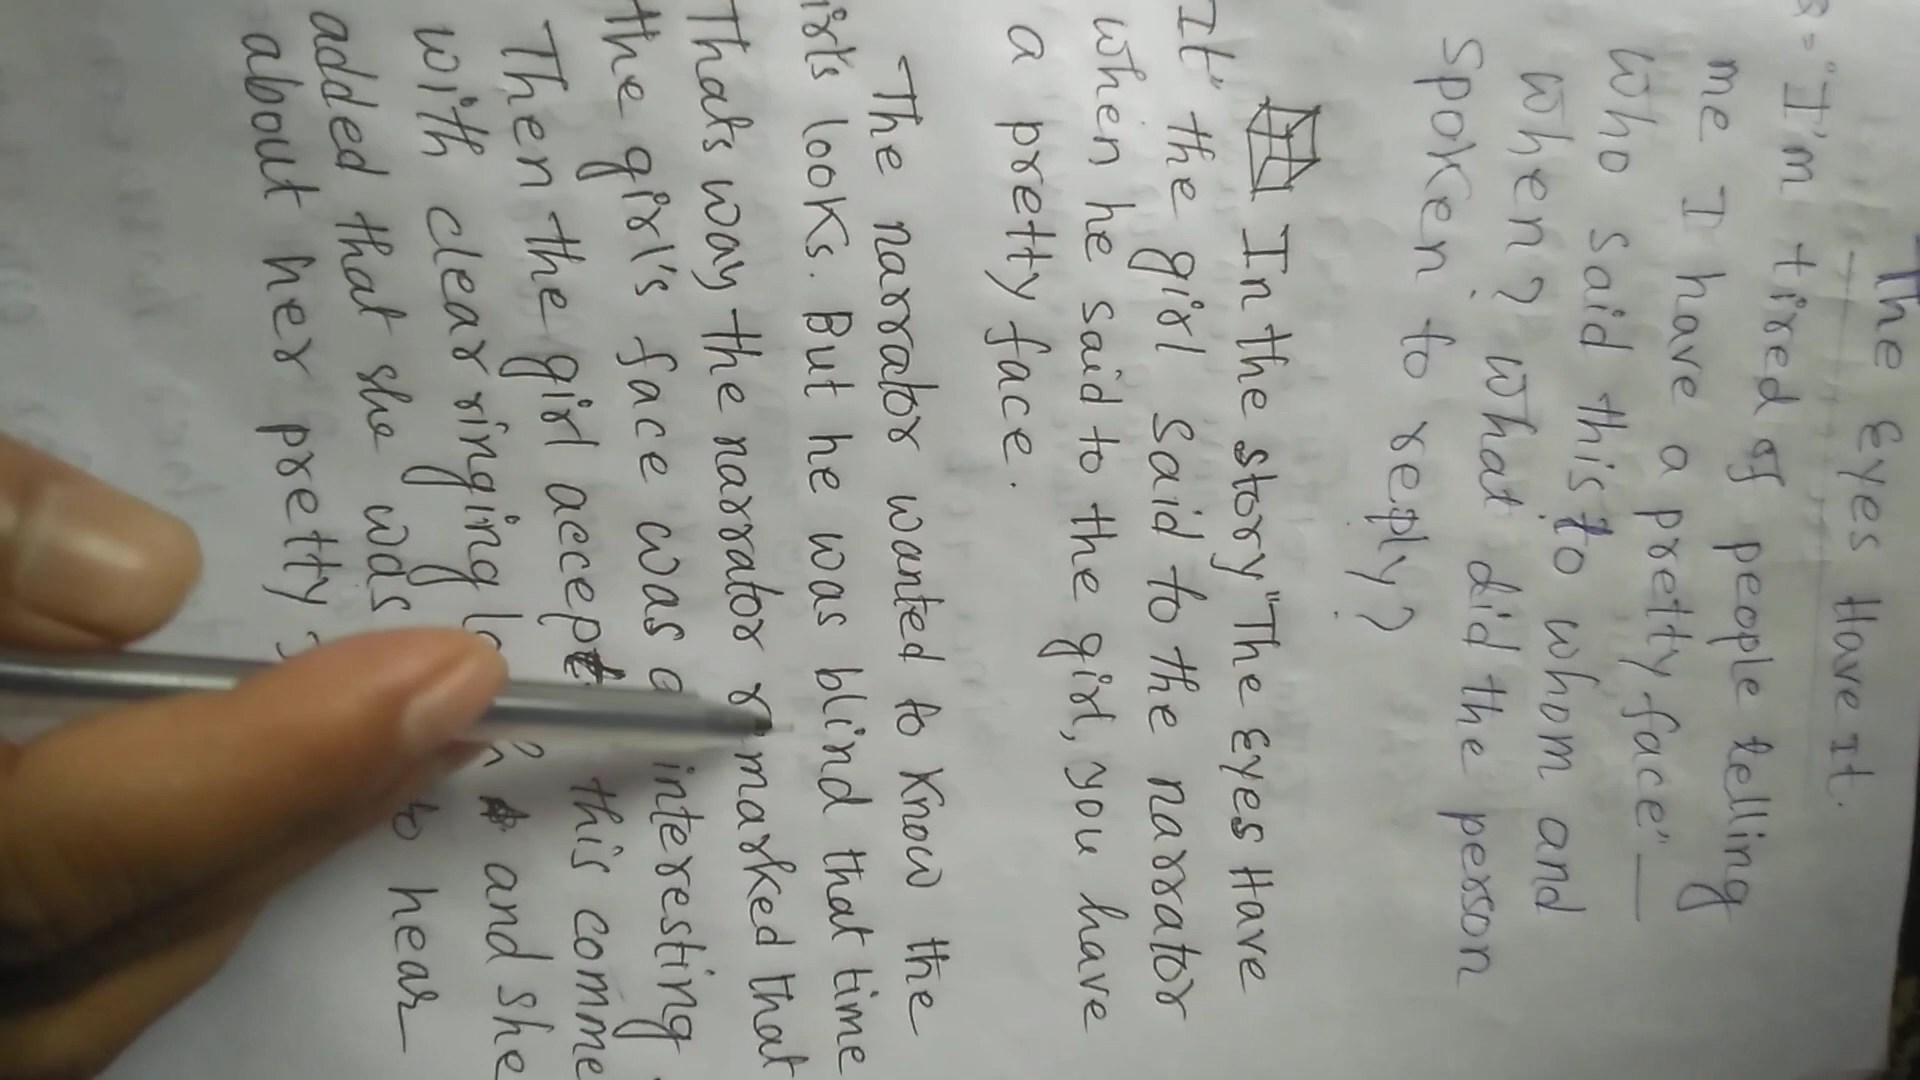 The Eyes Have It.
"I'm tired of people telling
me I have a pretty face" —
Who said this to whom and
when? What did the person
spoken to reply?
In the story "The Eyes Have
It" the girl said to the narrator
when he said to the girl, you have
a pretty face.
The narrator wanted to know the
girl's looks. But he was blind that time
Thats way the narrator remarked that
the girl's face was a interesting
Then the girl accept this comme
with clear ringing and she
added that she was to hear
about her pretty